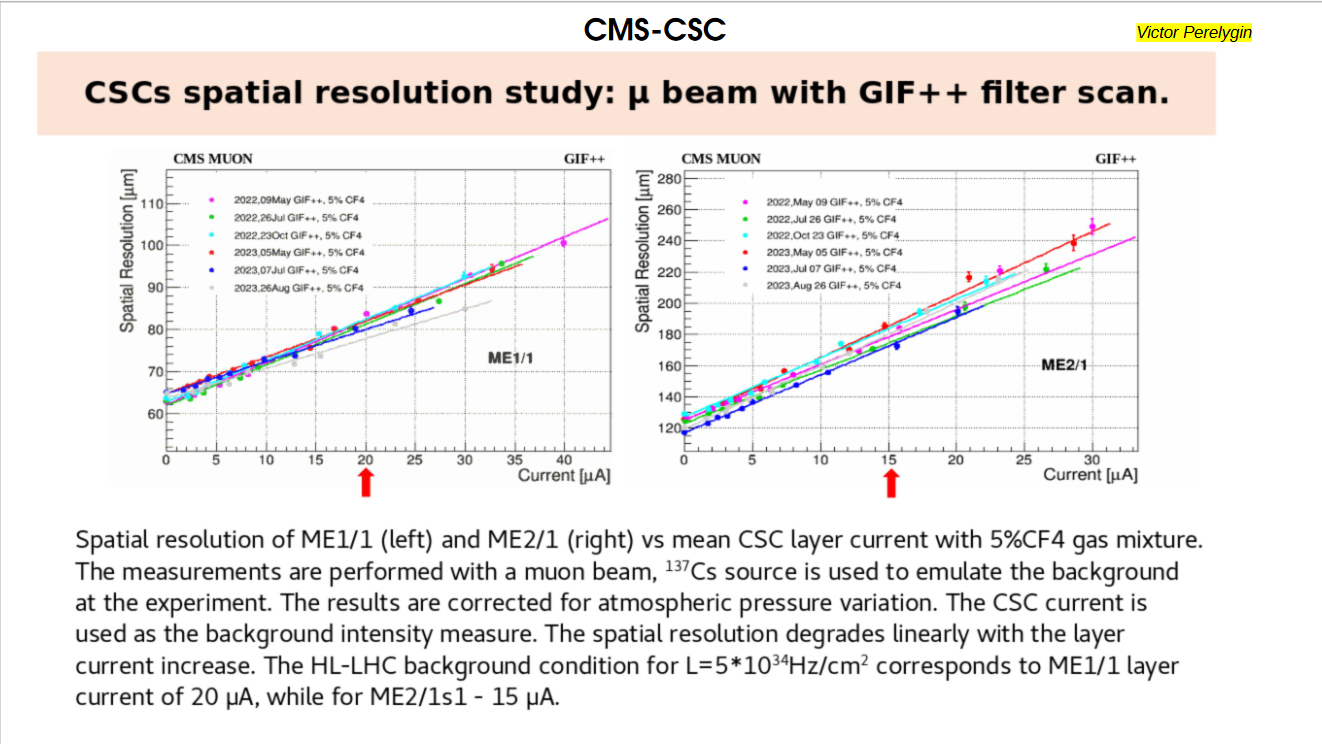 CMS-CSC
Victor Perelygin
CSCs spatial resolution study: μ beam with GIF++ filter scan.
CMS MUON
GIF++
Spatial Resolution [μm]
110
100
90
80
70
60
2022,09May GIF++, 5% CF4
2022,26Jul GIF++, 5% CF4
2022,23Oct GIF++, 5% CF4
2023,05May GIF++, 5% CF4
2023,07Jul GIF++, 5% CF4
2023,26Aug GIF++, 5% CF4
ME1/1
0 5 10 15 20 25 30 35 40
Current [μA]
CMS MUON
GIF++
Spatial Resolution [μm]
280
260
240
220
200
180
160
140
120
2022,May 09 GIF++, 5% CF4
2022,Jul 26 GIF++, 5% CF4
2022,Oct 23 GIF++, 5% CF4
2023,May 05 GIF++, 5% CF4
2023,Jul 07 GIF++, 5% CF4
2023,Aug 26 GIF++, 5% CF4
ME2/1
0 5 10 15 20 25 30
Current [μA]
Spatial resolution of ME1/1 (left) and ME2/1 (right) vs mean CSC layer current with 5%CF4 gas mixture.
The measurements are performed with a muon beam, ¹³⁷Cs source is used to emulate the background
at the experiment. The results are corrected for atmospheric pressure variation. The CSC current is
used as the background intensity measure. The spatial resolution degrades linearly with the layer
current increase. The HL-LHC background condition for L=5*10³⁴Hz/cm² corresponds to ME1/1 layer
current of 20 μA, while for ME2/1s1 - 15 μA.